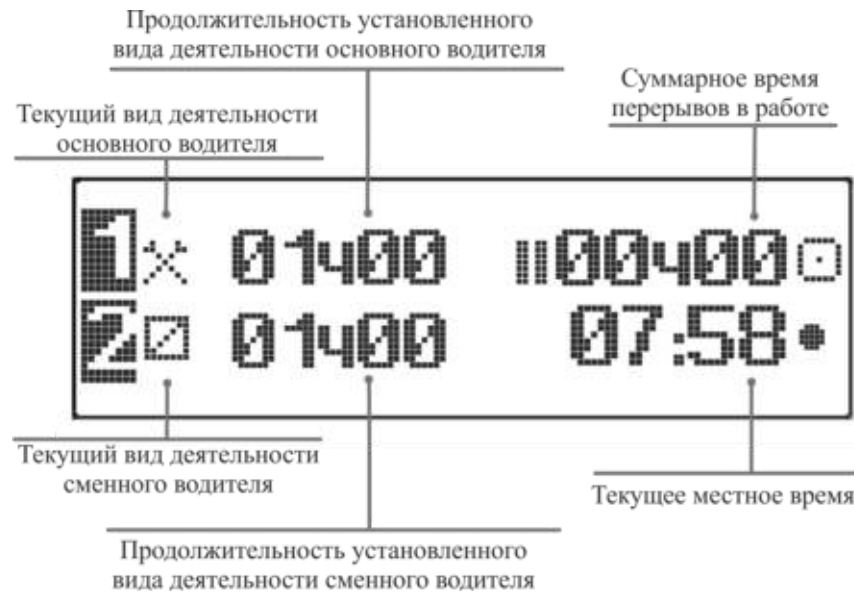 Продолжительность установленного
вида деятельности основного водителя
Суммарное время
перерывов в работе
Текущий вид деятельности
основного водителя
1 01ч00 00ч00
2 01ч00 07:58
Текущий вид деятельности
сменного водителя
Текущее местное время
Продолжительность установленного
вида деятельности сменного водителя